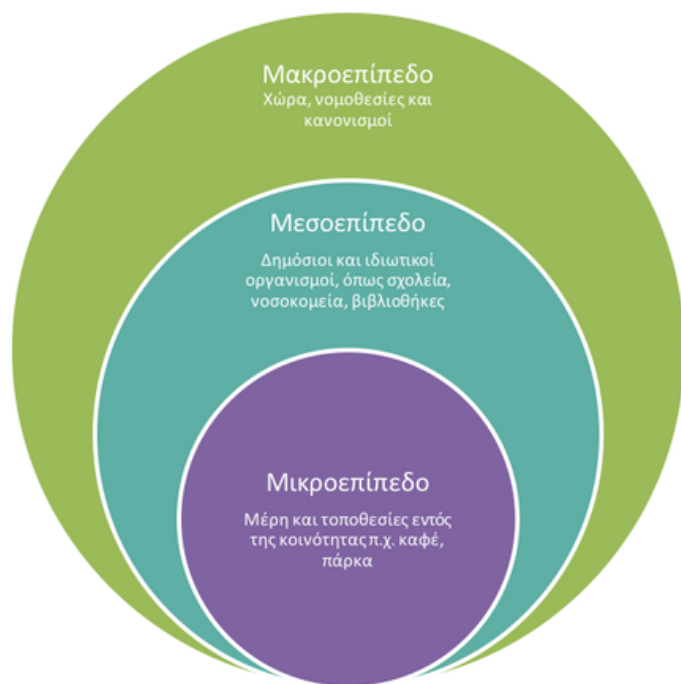 Μακροεπίπεδο
Χώρα, νομοθεσίες και
κανονισμοί
Μεσοεπίπεδο
Δημόσιοι και ιδιωτικοί
οργανισμοί, όπως σχολεία,
νοσοκομεία, βιβλιοθήκες
Μικροεπίπεδο
Μέρη και τοποθεσίες εντός
της κοινότητας π.χ. καφέ,
πάρκα